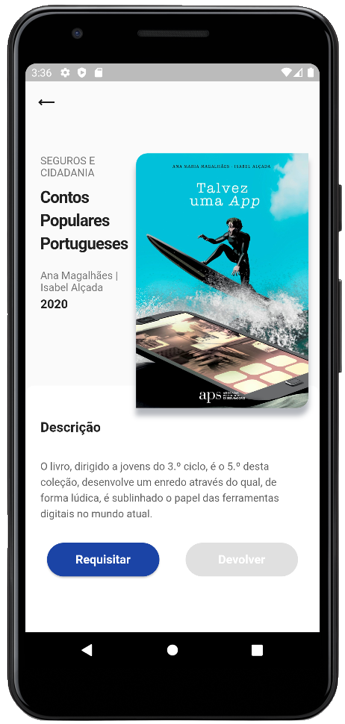 3:36
SEGUROS E
CIDADANIA
Contos
Populares
Portugueses
Ana Magalhães |
Isabel Alçada
2020
ANA MARIA MAGALHÃES · ISABEL ALÇADA
Talvez
uma App
aps
Descrição
O livro, dirigido a jovens do 3.º ciclo, é o 5.º desta
coleção, desenvolve um enredo através do qual, de
forma lúdica, é sublinhado o papel das ferramentas
digitais no mundo atual.
Requisitar
Devolver